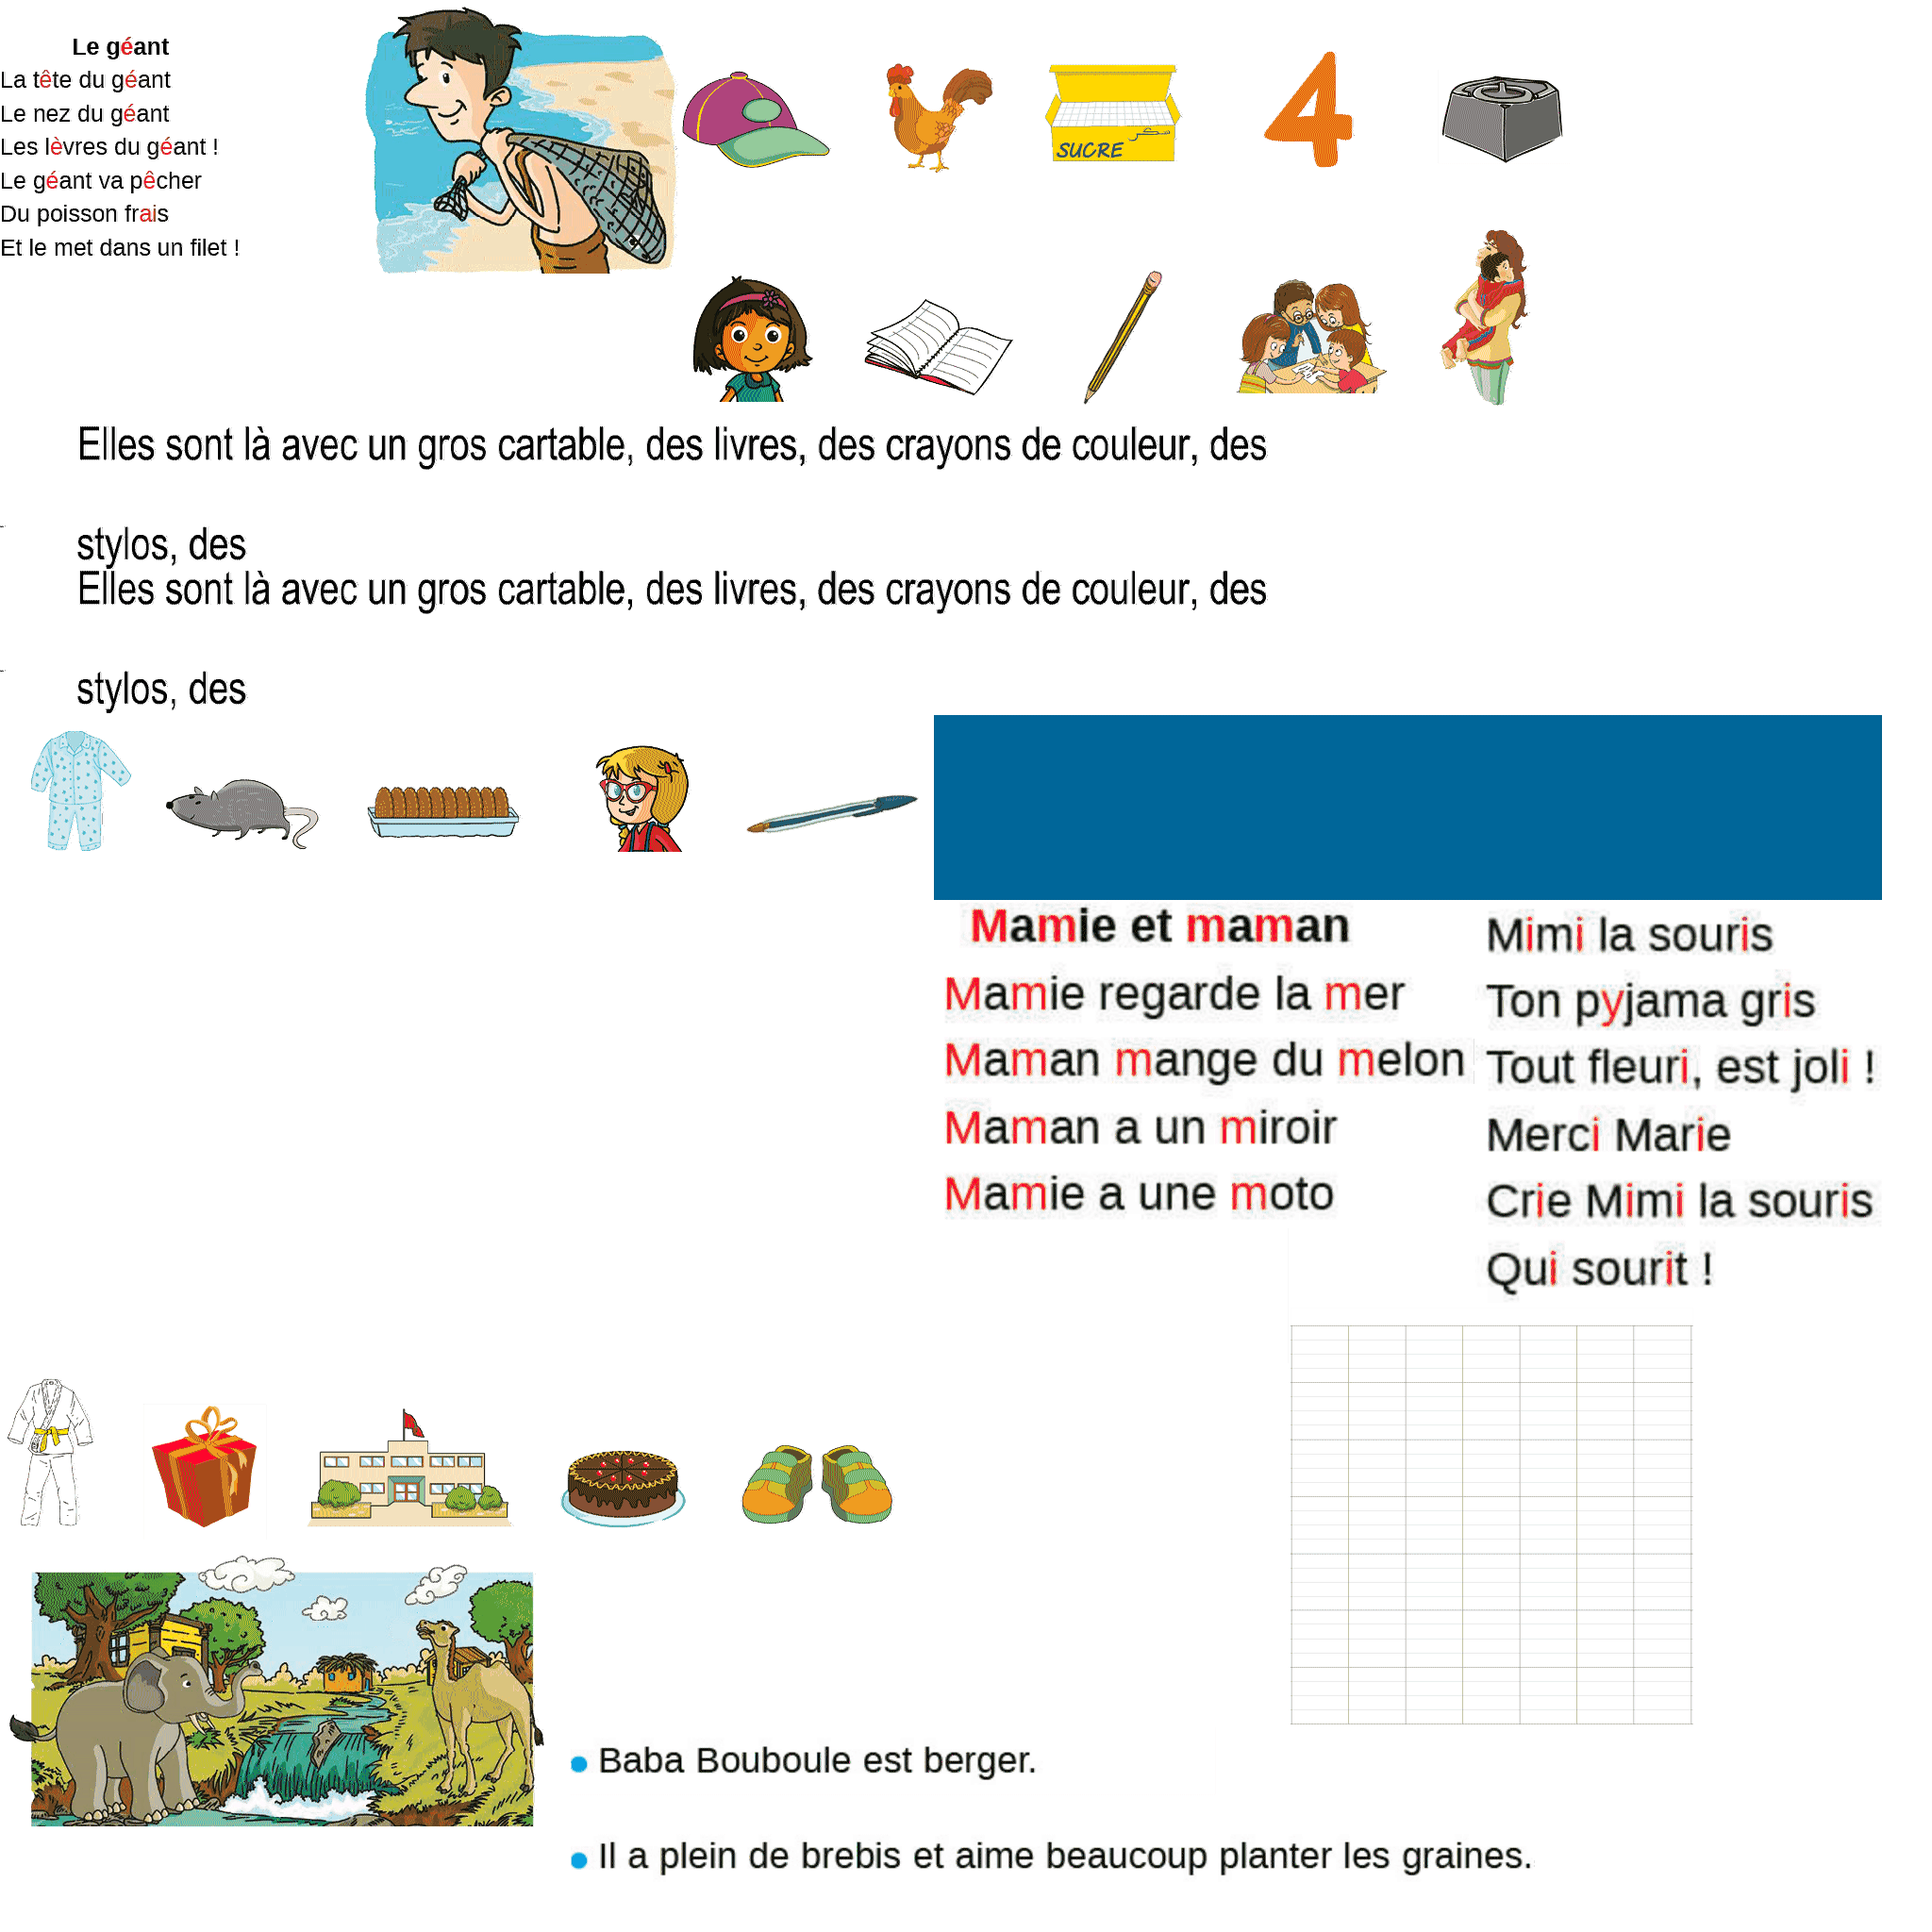 Le géant
La tête du géant
Le nez du géant
Les lèvres du géant !
Le géant va pêcher
Du poisson frais
Et le met dans un filet !
سكر
SUCRE
4
Elles sont là avec un gros cartable, des livres, des crayons de couleur, des
stylos, des
Elles sont là avec un gros cartable, des livres, des crayons de couleur, des
stylos, des
Mamie et maman
Mamie regarde la mer
Maman mange du melon
Maman a un miroir
Mamie a une moto
Mimi la souris
Ton pyjama gris
Tout fleuri, est joli !
Merci Marie
Crie Mimi la souris
Qui sourit !
Baba Bouboule est berger.
Il a plein de brebis et aime beaucoup planter les graines.